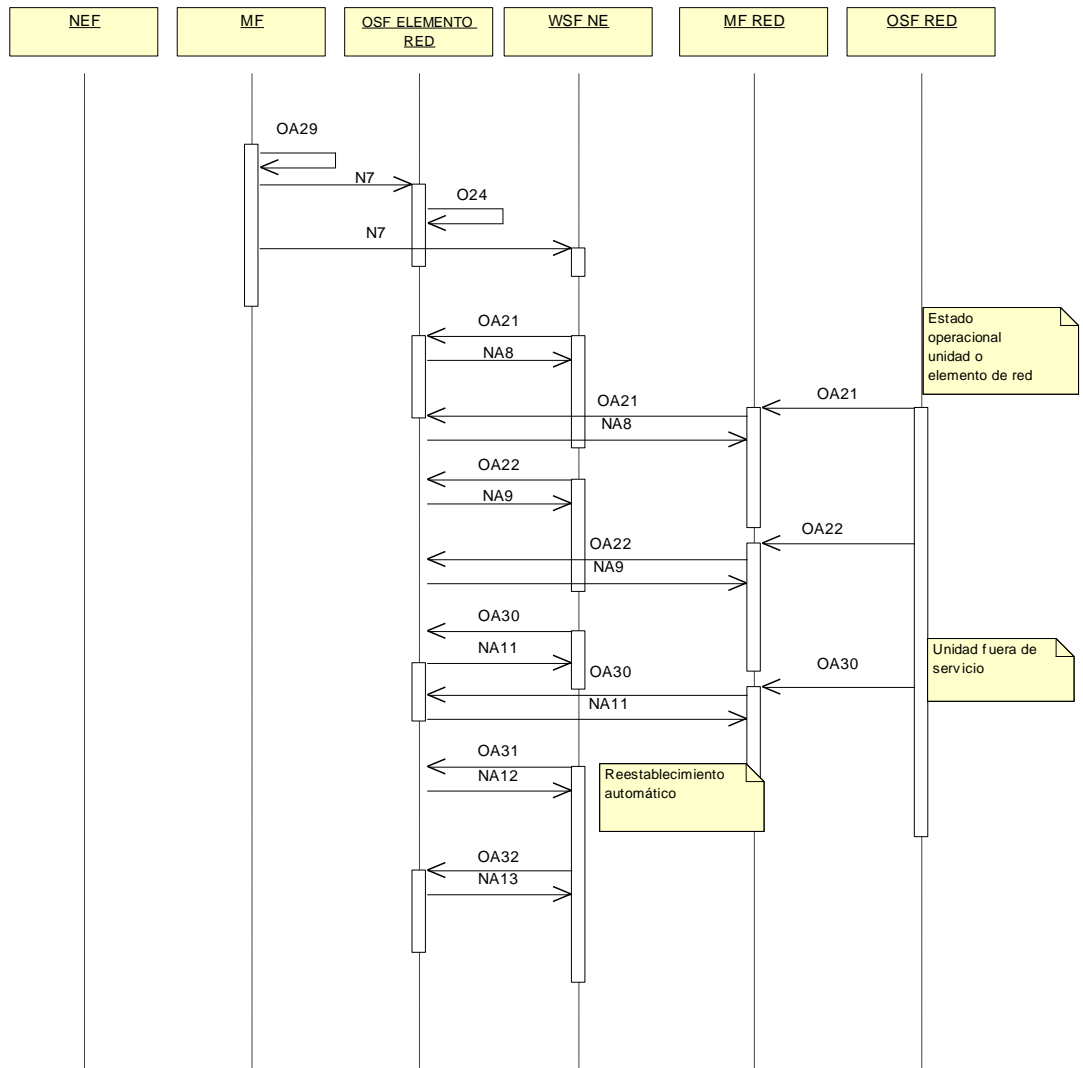 NEF
MF
OSF ELEMENTO
RED
WSF NE
MF RED
OSF RED
OA29
N7
O24
N7
Estado
operacional
unidad o
elemento de red
OA21
NA8
OA21
OA21
NA8
OA22
NA9
OA22
OA22
NA9
OA30
NA11
Unidad fuera de
servicio
OA30
OA30
NA11
OA31
NA12
Reestablecimiento
automático
OA32
NA13